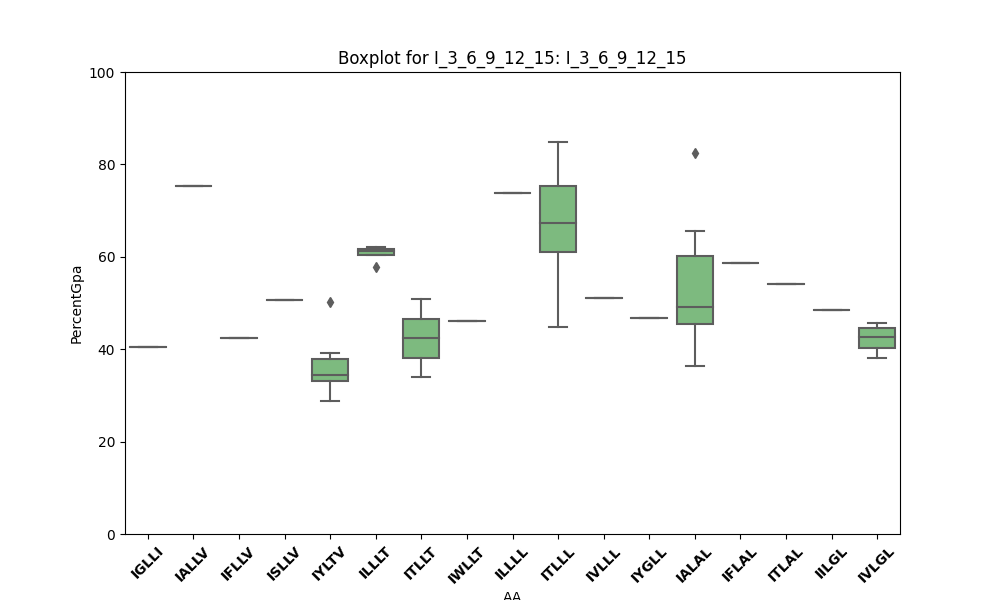 Boxplot for I_3_6_9_12_15: I_3_6_9_12_15
PercentGpa
100
80
60
40
20
0
IGLLI
IALLV
IFLLV
ISLLV
IYLTV
ILLLT
ITLLT
IWLLT
ILLLL
ITLLL
IVLLL
IYGLL
IALAL
IFLAL
ITLAL
IILGL
IVLGL
AA